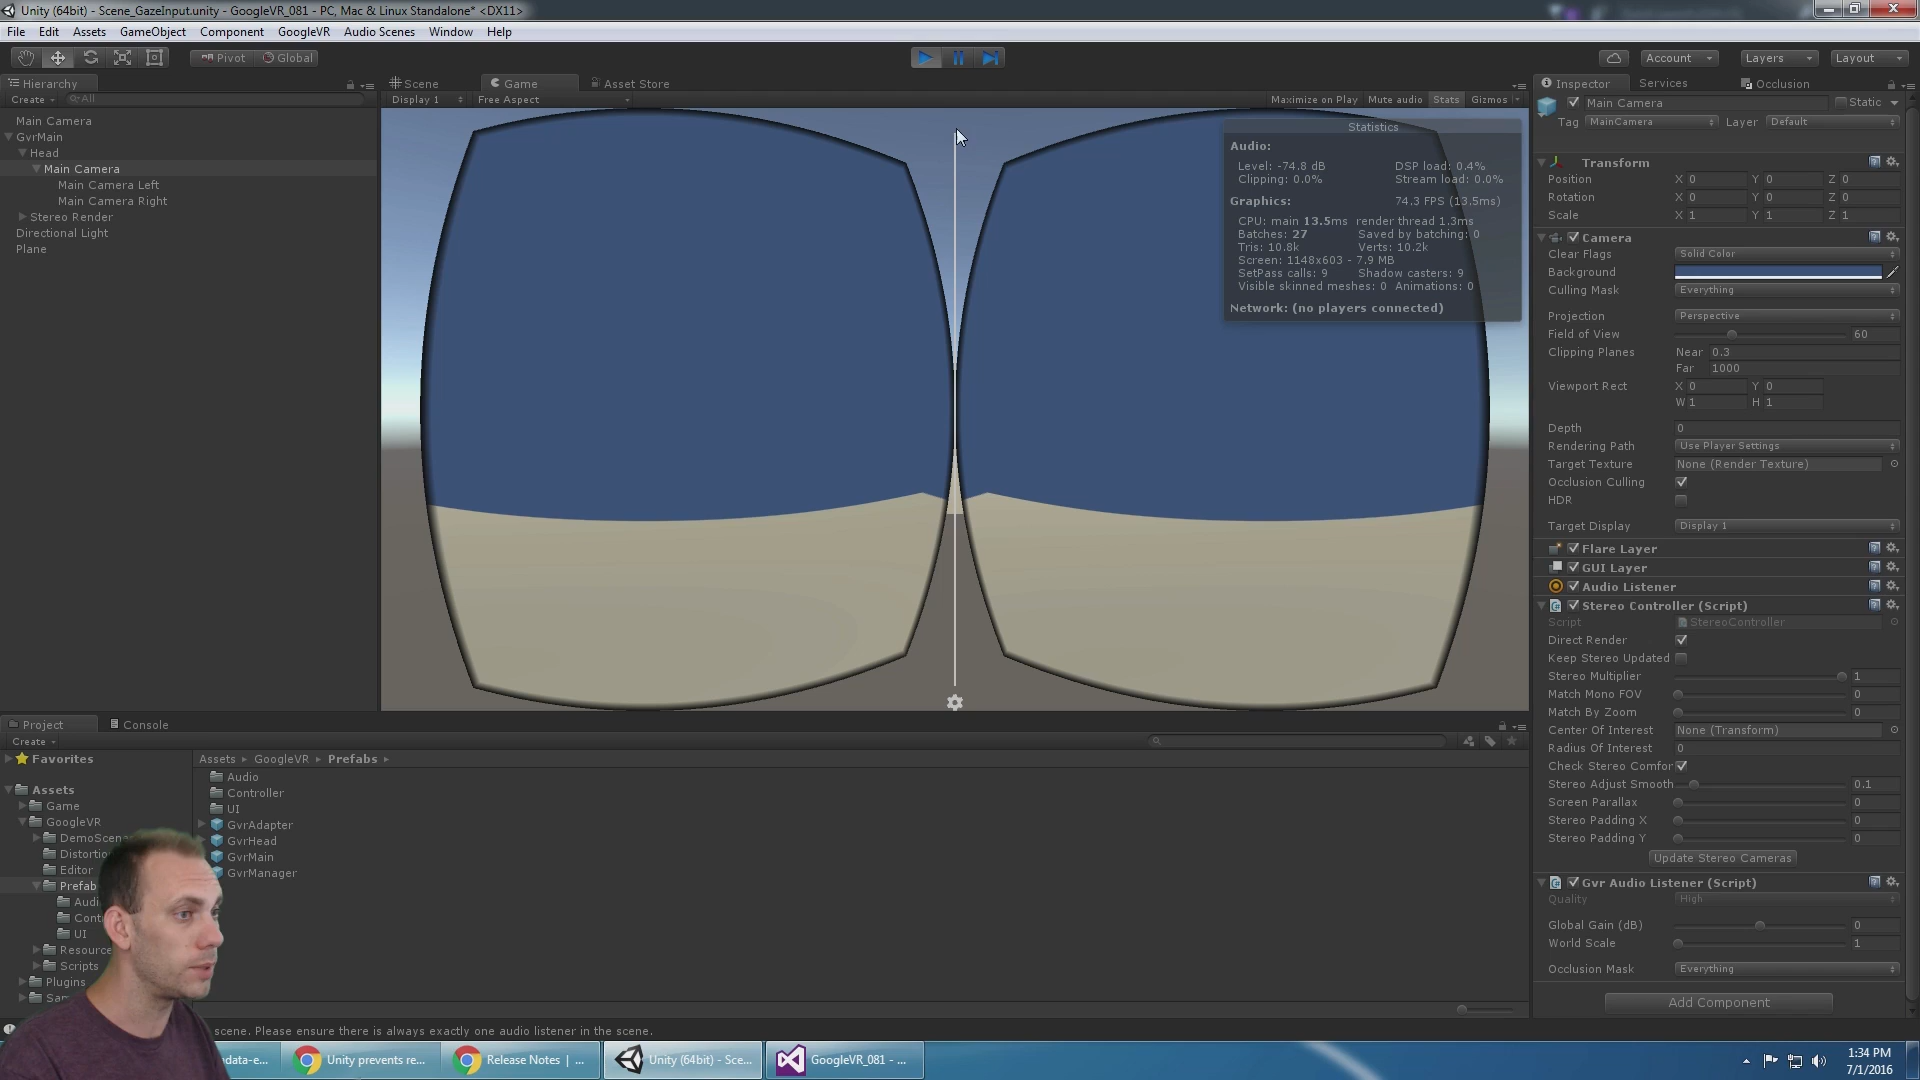 Unity (64bit) - Scene_GazeInput.unity - GoogleVR_081 - PC, Mac & Linux Standalone* <DX11>
File Edit Assets GameObject Component GoogleVR Audio Scenes Window Help
Pivot Global Account Layers Layout
Hierarchy
Create All
Main Camera
GvrMain
Head
Main Camera
Main Camera Left
Main Camera Right
Stereo Render
Directional Light
Plane
Scene Game Asset Store
Display 1 Free Aspect Maximize on Play Mute audio Stats Gizmos
Statistics
Audio:
Level: -74.8 dB DSP load: 0.4%
Clipping: 0.0% Stream load: 0.0%
Graphics: 74.3 FPS (13.5ms)
CPU: main 13.5ms render thread 1.3ms
Batches: 27 Saved by batching: 0
Tris: 10.8k Verts: 10.2k
Screen: 1148x603 - 7.9 MB
SetPass calls: 9 Shadow casters: 9
Visible skinned meshes: 0 Animations: 0
Network: (no players connected)
Inspector Services Occlusion
Main Camera Static
Tag MainCamera Layer Default
Transform
Position X 0 Y 0 Z 0
Rotation X 0 Y 0 Z 0
Scale X 1 Y 1 Z 1
Camera
Clear Flags Solid Color
Background
Culling Mask Everything
Projection Perspective
Field of View 60
Clipping Planes Near 0.3
Far 1000
Viewport Rect X 0 Y 0
W 1 H 1
Depth 0
Rendering Path Use Player Settings
Target Texture None (Render Texture)
Occlusion Culling
HDR
Target Display Display 1
Flare Layer
GUI Layer
Audio Listener
Stereo Controller (Script)
Script StereoController
Direct Render
Keep Stereo Updated
Stereo Multiplier 1
Match Mono FOV 0
Match By Zoom 0
Center Of Interest None (Transform)
Radius Of Interest 0
Check Stereo Comfor
Stereo Adjust Smooth 0.1
Screen Parallax 0
Stereo Padding X 0
Stereo Padding Y 0
Update Stereo Cameras
Gvr Audio Listener (Script)
Quality High
Global Gain (dB) 0
World Scale 1
Occlusion Mask Everything
Add Component
Project Console
Create
Favorites
Assets
Game
GoogleVR
DemoScen
Distortio
Editor
Prefab
Audi
Cont
UI
Resource
Scripts
Plugins
Sa
Assets GoogleVR Prefabs
Audio
Controller
UI
GvrAdapter
GvrHead
GvrMain
GvrManager
scene. Please ensure there is always exactly one audio listener in the scene.
adata-e... Unity prevents re... Release Notes | ... Unity (64bit) - Sce... GoogleVR_081 - ...
1:34 PM
7/1/2016